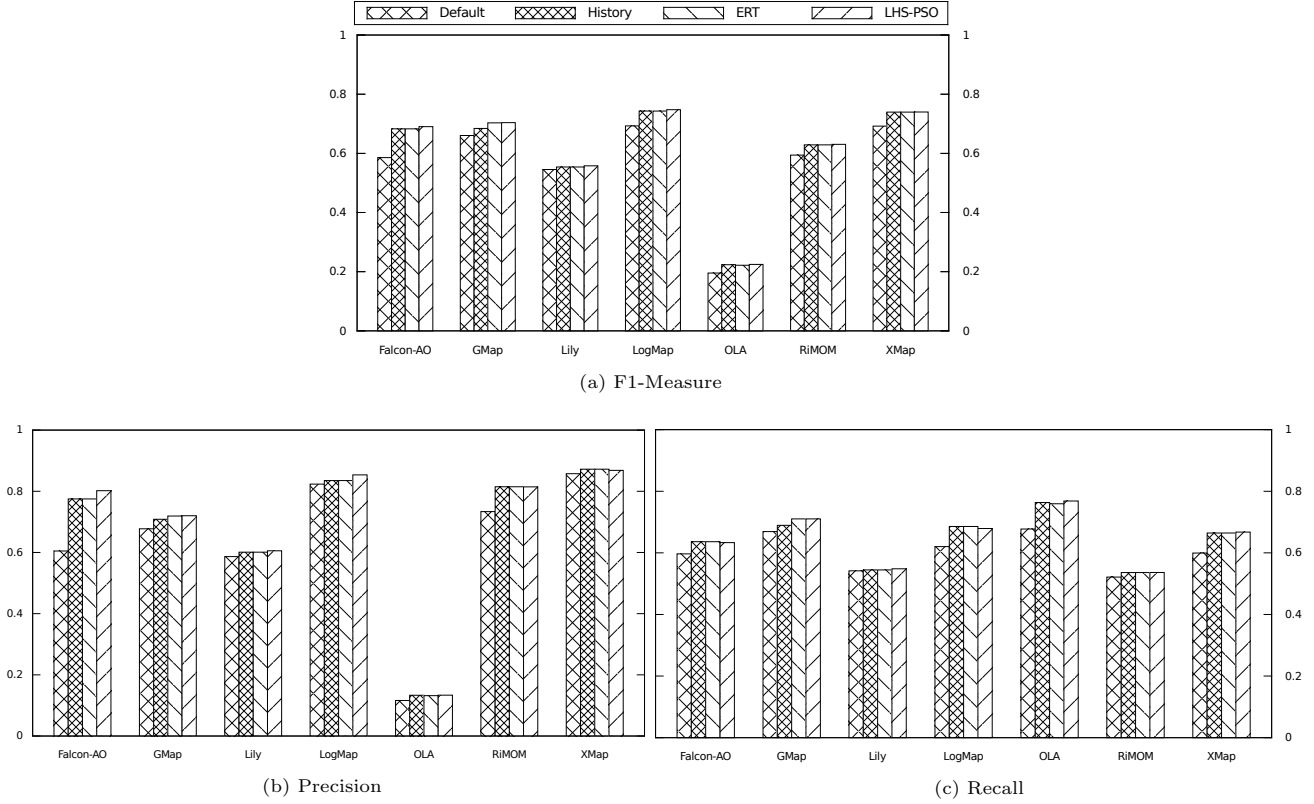 Default History ERT LHS-PSO
1 1
0.8 0.8
0.6 0.6
0.4 0.4
0.2 0.2
0 0
Falcon-AO GMap Lily LogMap OLA RiMOM XMap
(a) F1-Measure
1
0.8
0.6
0.4
0.2
0
Falcon-AO GMap Lily LogMap OLA RiMOM XMap
(b) Precision
1
0.8
0.6
0.4
0.2
0
Falcon-AO GMap Lily LogMap OLA RiMOM XMap
(c) Recall